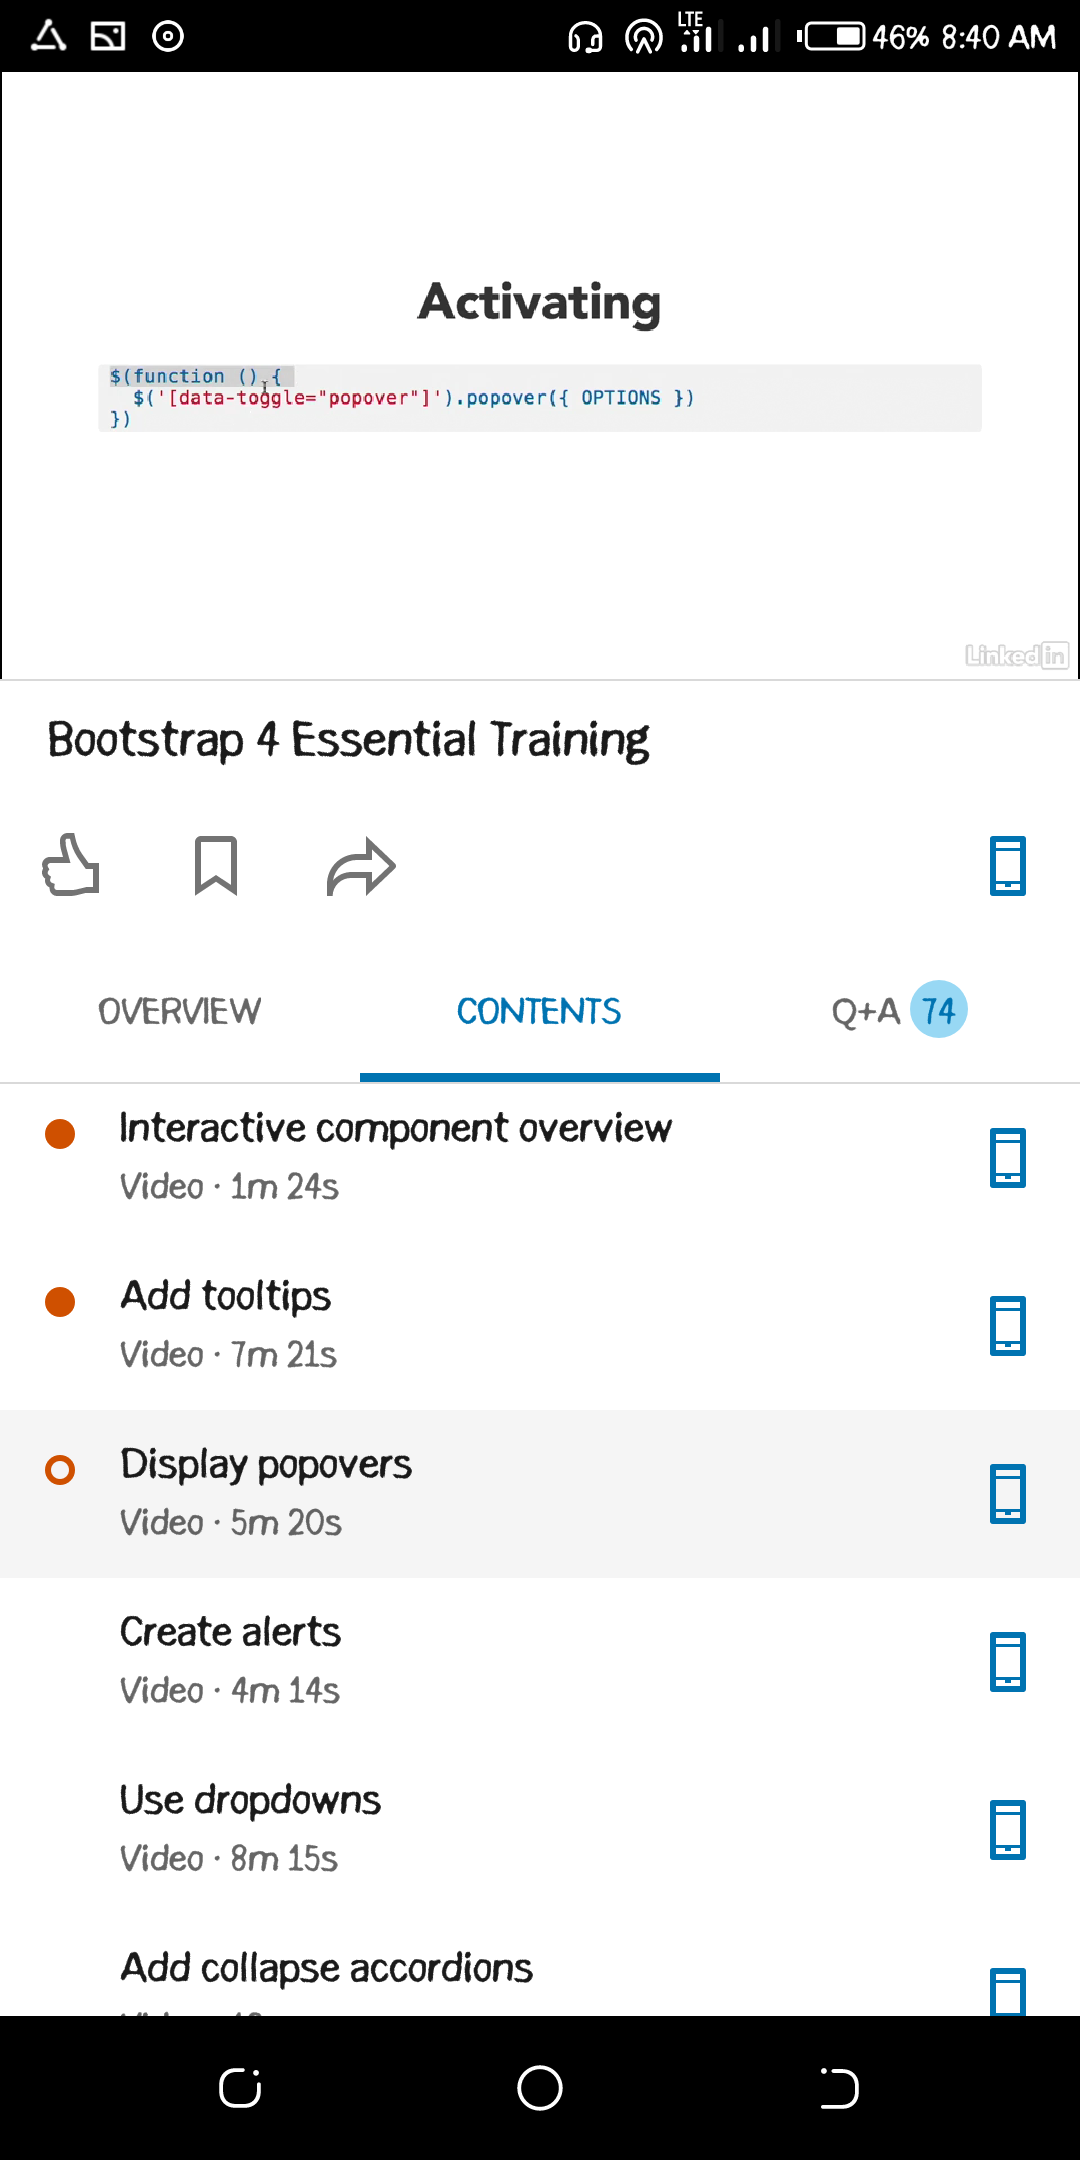 LTE
46% 8:40 AM
Activating
$(function () {
$('[data-toggle="popover"]').popover({ OPTIONS })
})
Linked in
Bootstrap 4 Essential Training
OVERVIEW CONTENTS Q+A 74
Interactive component overview
Video · 1m 24s
Add tooltips
Video · 7m 21s
Display popovers
Video · 5m 20s
Create alerts
Video · 4m 14s
Use dropdowns
Video · 8m 15s
Add collapse accordions